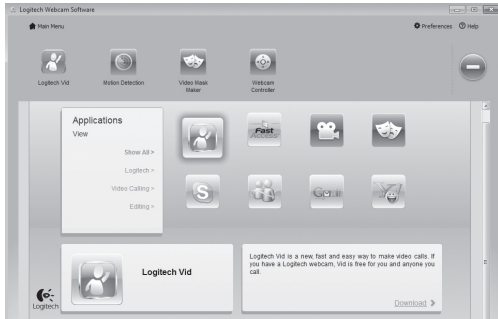 Logitech Webcam Software
Main Menu
Preferences
Help
Logitech Vid
Motion Detection
Video Mask
Maker
Webcam
Controller
Applications
View
Show All >
Logitech >
Video Calling >
Editing >
Fast
Access
S
Gmail
Y!
Logitech Vid
Logitech Vid is a new, fast and easy way to make video calls. If
you have a Logitech webcam, Vid is free for you and anyone you
call.
Download >
Logitech